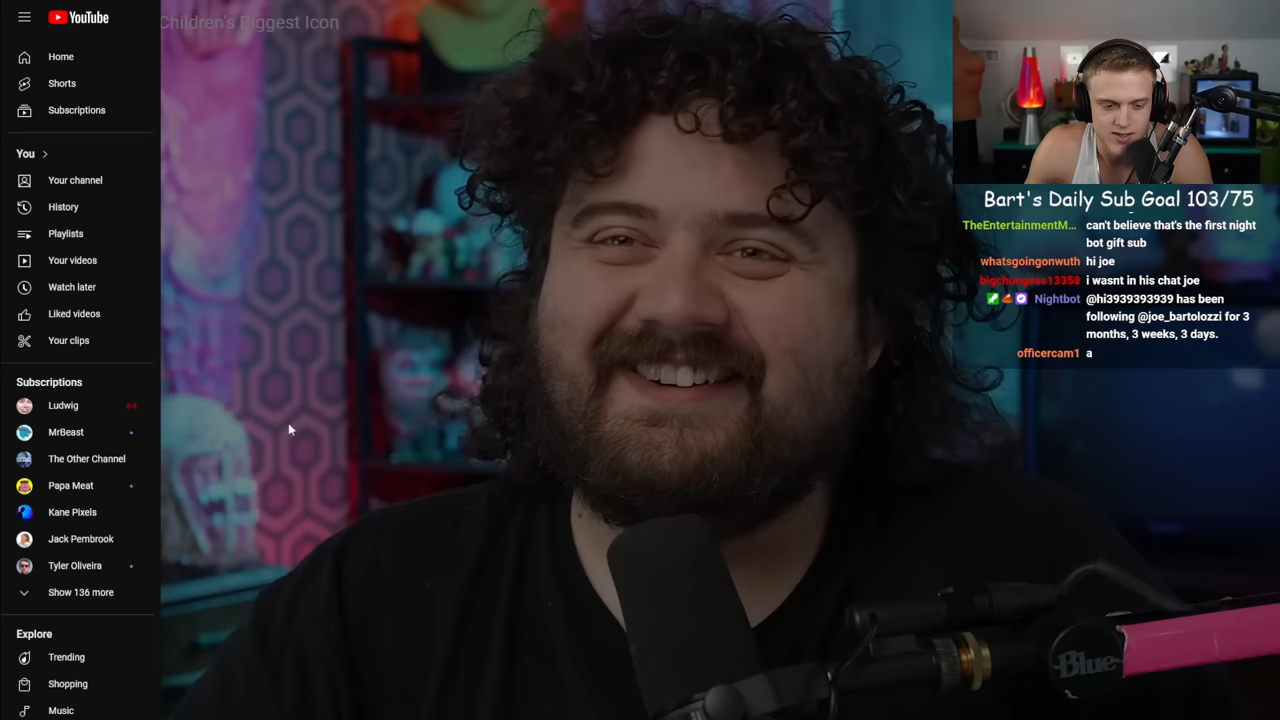 YouTube
Children's Biggest Icon
Home
Shorts
Subscriptions
You
Your channel
History
Playlists
Your videos
Watch later
Liked videos
Your clips
Subscriptions
Ludwig
MrBeast
The Other Channel
Papa Meat
Kane Pixels
Jack Pembrook
Tyler Oliveira
Show 136 more
Explore
Trending
Shopping
Music
Bart's Daily Sub Goal 103/75
TheEntertainmentM... can't believe that's the first night
bot gift sub
whatsgoingonwuth hi joe
bigchungess13358 i wasnt in his chat joe
Nightbot @hi3939393939 has been
following @joe_bartolozzi for 3
months, 3 weeks, 3 days.
officercam1 a
Blue